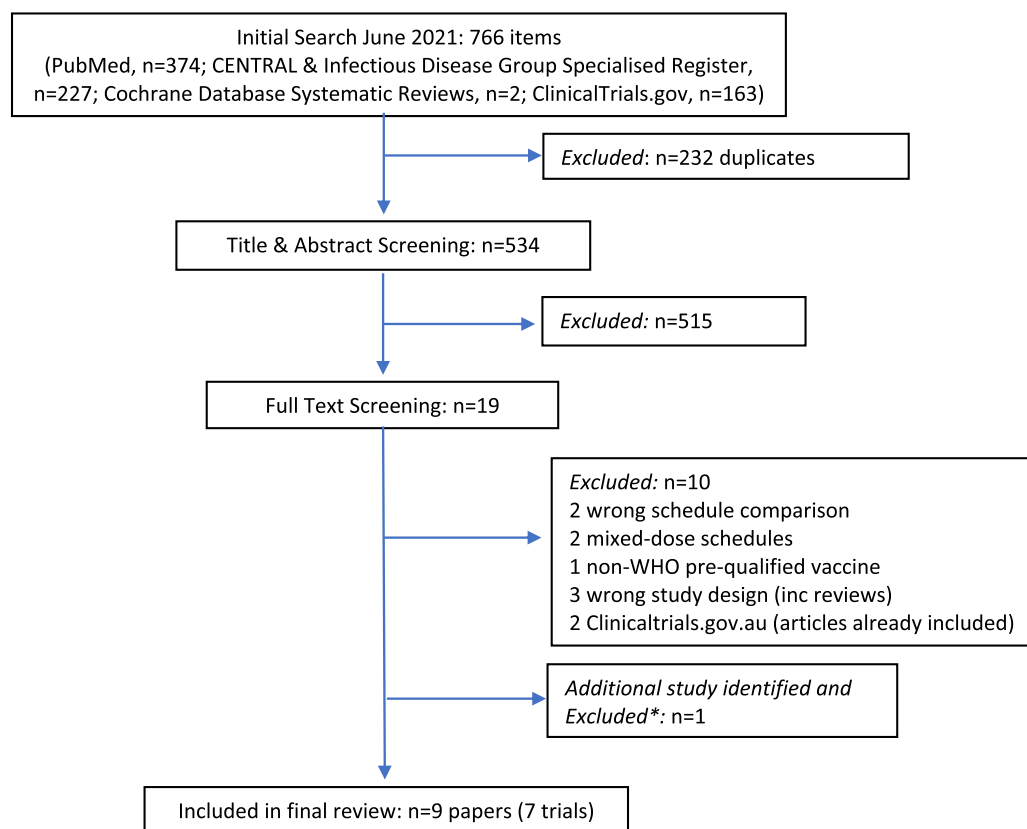 Initial Search June 2021: 766 items
(PubMed, n=374; CENTRAL & Infectious Disease Group Specialised Register,
n=227; Cochrane Database Systematic Reviews, n=2; ClinicalTrials.gov, n=163)
Excluded: n=232 duplicates
Title & Abstract Screening: n=534
Excluded: n=515
Full Text Screening: n=19
Excluded: n=10
2 wrong schedule comparison
2 mixed-dose schedules
1 non-WHO pre-qualified vaccine
3 wrong study design (inc reviews)
2 Clinicaltrials.gov.au (articles already included)
Additional study identified and
Excluded*: n=1
Included in final review: n=9 papers (7 trials)